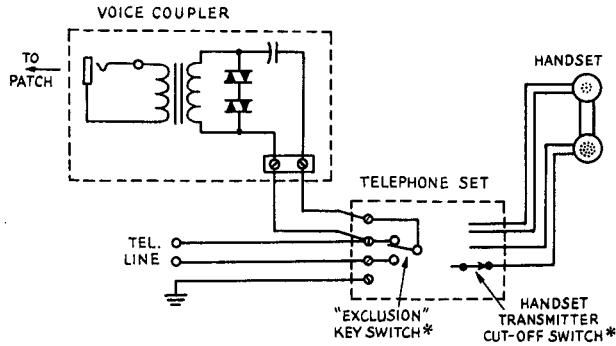 VOICE COUPLER
TO
PATCH
HANDSET
TELEPHONE SET
TEL.
LINE
"EXCLUSION"
KEY SWITCH*
HANDSET
TRANSMITTER
CUT-OFF SWITCH*